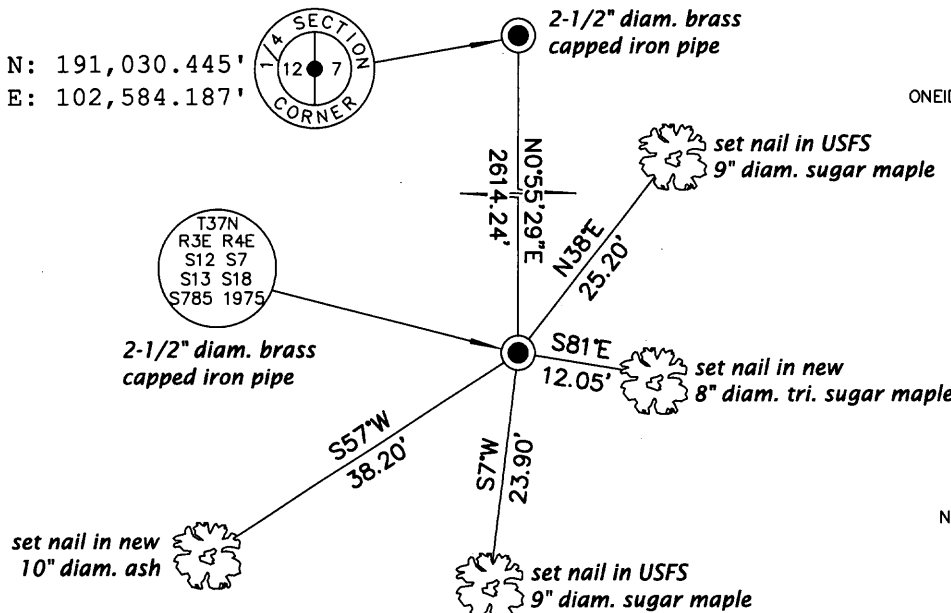 2-1/2" diam. brass
capped iron pipe
N: 191,030.445'
E: 102,584.187'
1/4 SECTION
12 7
CORNER
ONEID
set nail in USFS
9" diam. sugar maple
N0°55'29"E
2614.24'
N38°E
25.20'
T37N
R3E R4E
S12 S7
S13 S18
S785 1975
2-1/2" diam. brass
capped iron pipe
S81°E
12.05'
set nail in new
8" diam. tri. sugar maple
S57°W
38.20'
S7°W
23.90'
set nail in new
10" diam. ash
N
set nail in USFS
9" diam. sugar maple